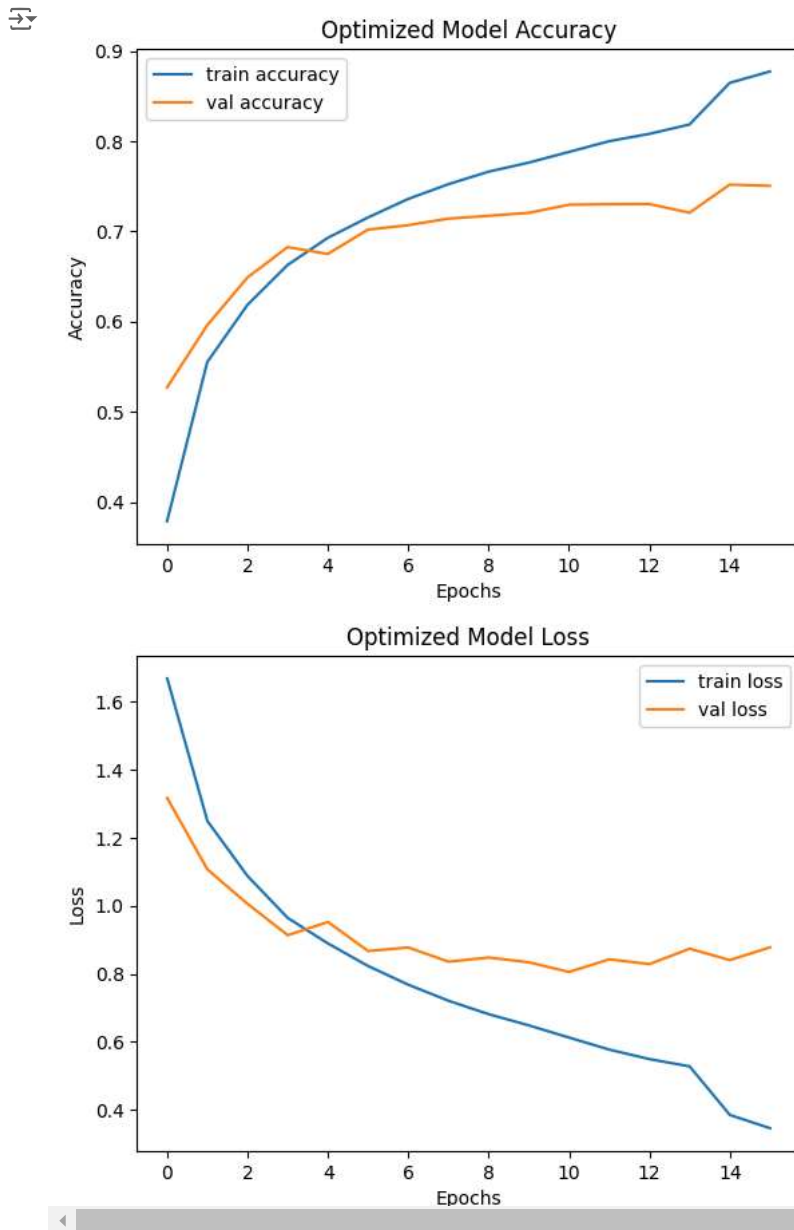 Optimized Model Accuracy
0.9
0.8
0.7
0.6
0.5
0.4
Accuracy
train accuracy
val accuracy
0 2 4 6 8 10 12 14
Epochs
Optimized Model Loss
1.6
1.4
1.2
1.0
0.8
0.6
0.4
Loss
train loss
val loss
0 2 4 6 8 10 12 14
Epochs